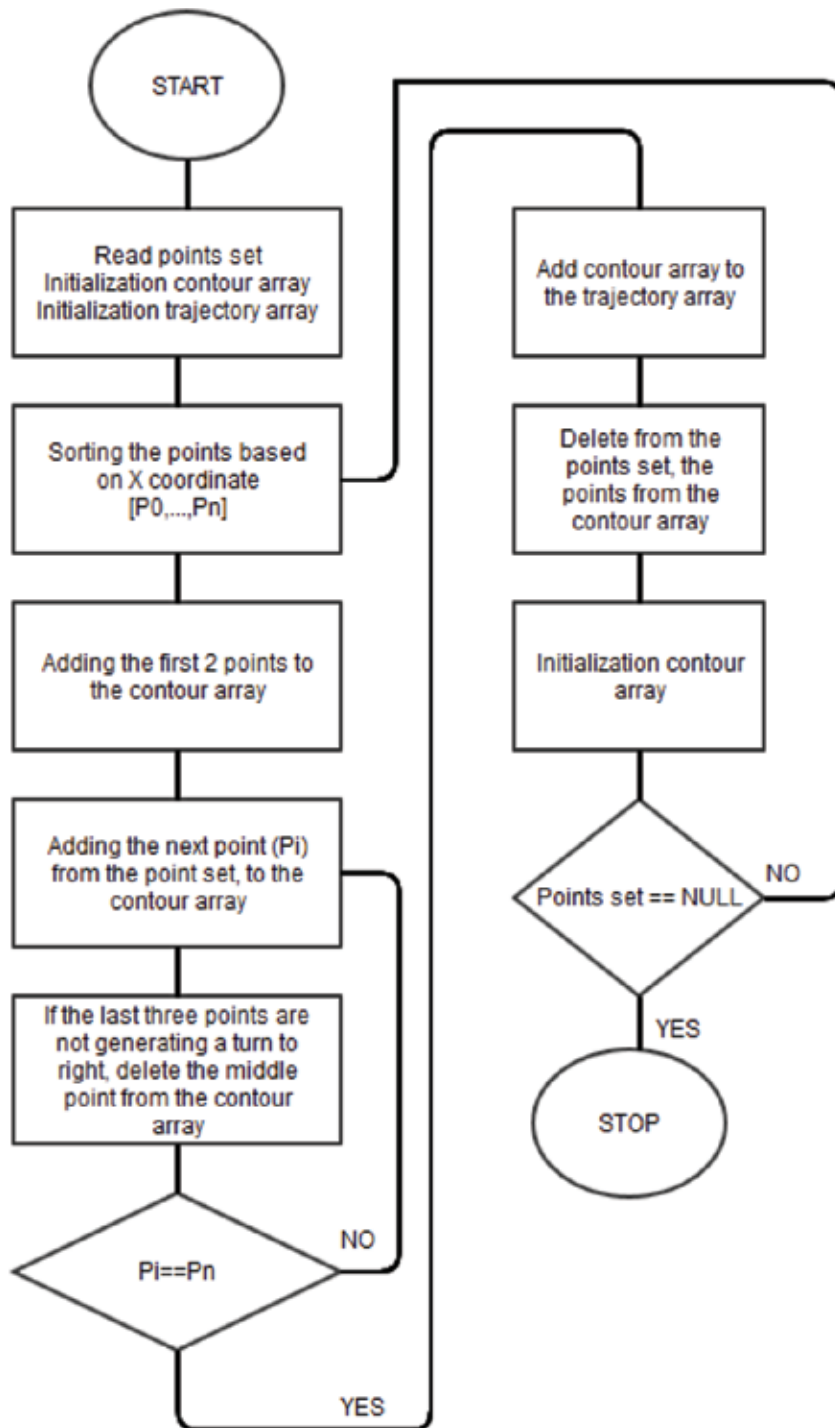 START
Read points set
Initialization contour array
Initialization trajectory array
Sorting the points based
on X coordinate
[P0,...,Pn]
Adding the first 2 points to
the contour array
Adding the next point (Pi)
from the point set, to the
contour array
If the last three points are
not generating a turn to
right, delete the middle
point from the contour
array
Pi==Pn
NO
YES
Add contour array to
the trajectory array
Delete from the
points set, the
points from the
contour array
Initialization contour
array
Points set == NULL
NO
YES
STOP